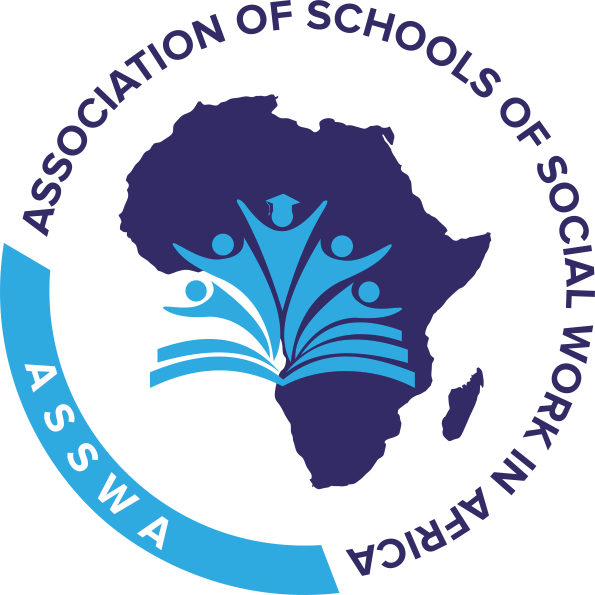 ASSOCIATION OF SCHOOLS OF SOCIAL WORK IN AFRICA
ASSWA